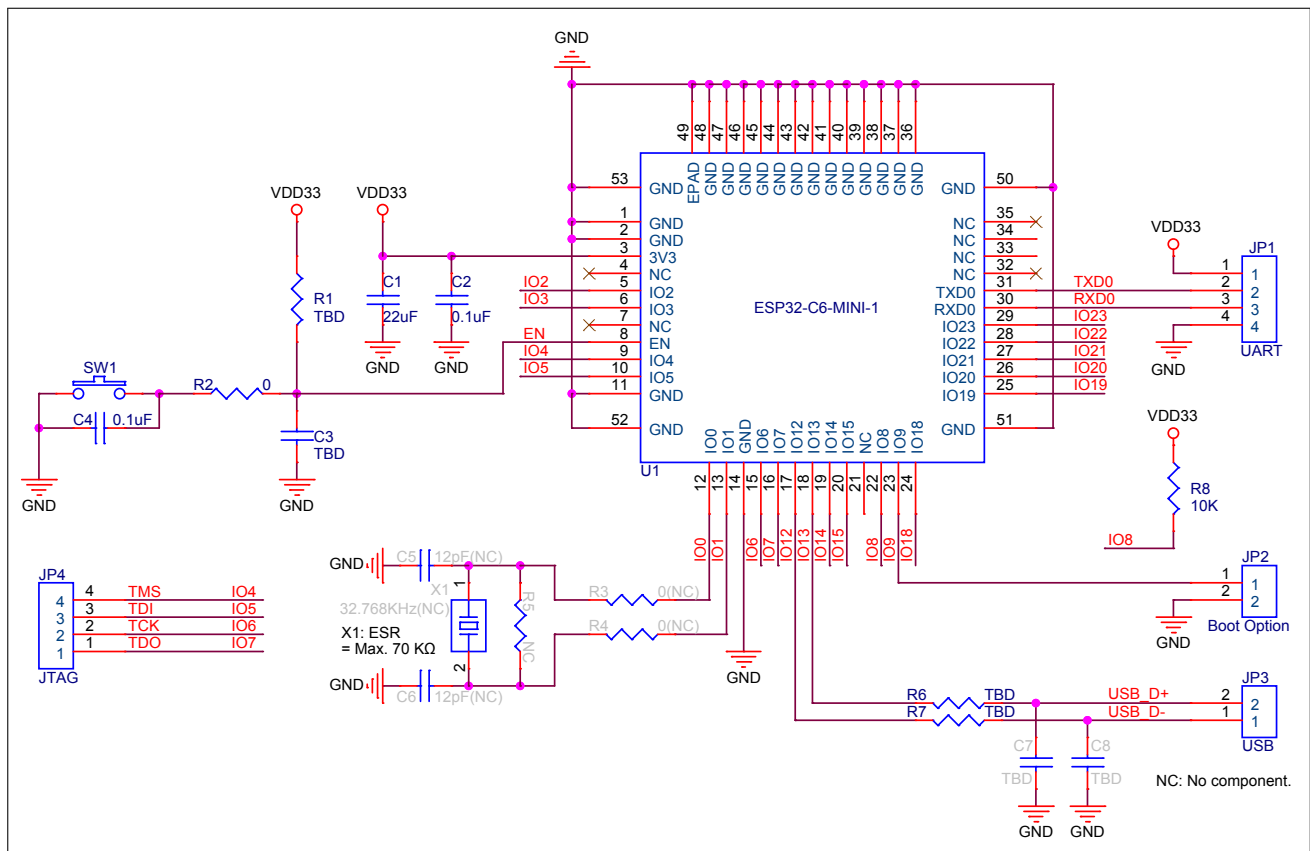 GND
49 48 47 46 45 44 43 42 41 40 39 38 37 36
EPAD GND GND GND GND GND GND GND GND GND GND GND GND GND
53 GND
GND 50
1 GND
2 GND
3 3V3
4 NC
5 IO2
6 IO3
7 NC
8 EN
9 IO4
10 IO5
11 GND
52 GND
NC 35
NC 34
NC 33
NC 32
TXD0 31
RXD0 30
IO23 29
IO22 28
IO21 27
IO20 26
IO19 25
GND 51
ESP32-C6-MINI-1
U1
IO0 IO1 GND IO6 IO7 IO12 IO13 IO14 IO15 NC IO8 IO9 IO18
12 13 14 15 16 17 18 19 20 21 22 23 24
IO0 IO1 IO6 IO7 IO12 IO13 IO14 IO15 IO8 IO9 IO18
IO2
IO3
EN
IO4
IO5
TXD0
RXD0
IO23
IO22
IO21
IO20
IO19
VDD33
VDD33
R1
TBD
C1
22uF
C2
0.1uF
GND
GND
SW1
R2 0
C4 0.1uF
C3
TBD
GND
GND
VDD33
JP1
1 1
2 2
3 3
4 4
UART
GND
VDD33
R8
10K
IO8
JP2
1 1
2 2
Boot Option
GND
JP4
4 4 TMS IO4
3 3 TDI IO5
2 2 TCK IO6
1 1 TDO IO7
JTAG
GND C5 12pF(NC)
X1 1
32.768KHz(NC)
X1: ESR
= Max. 70 KΩ
2
R5
NC
R3 0(NC)
R4 0(NC)
GND C6 12pF(NC)
GND
R6 TBD USB_D+
R7 TBD USB_D-
JP3
2 2
1 1
USB
C7
TBD
C8
TBD
GND
GND
NC: No component.